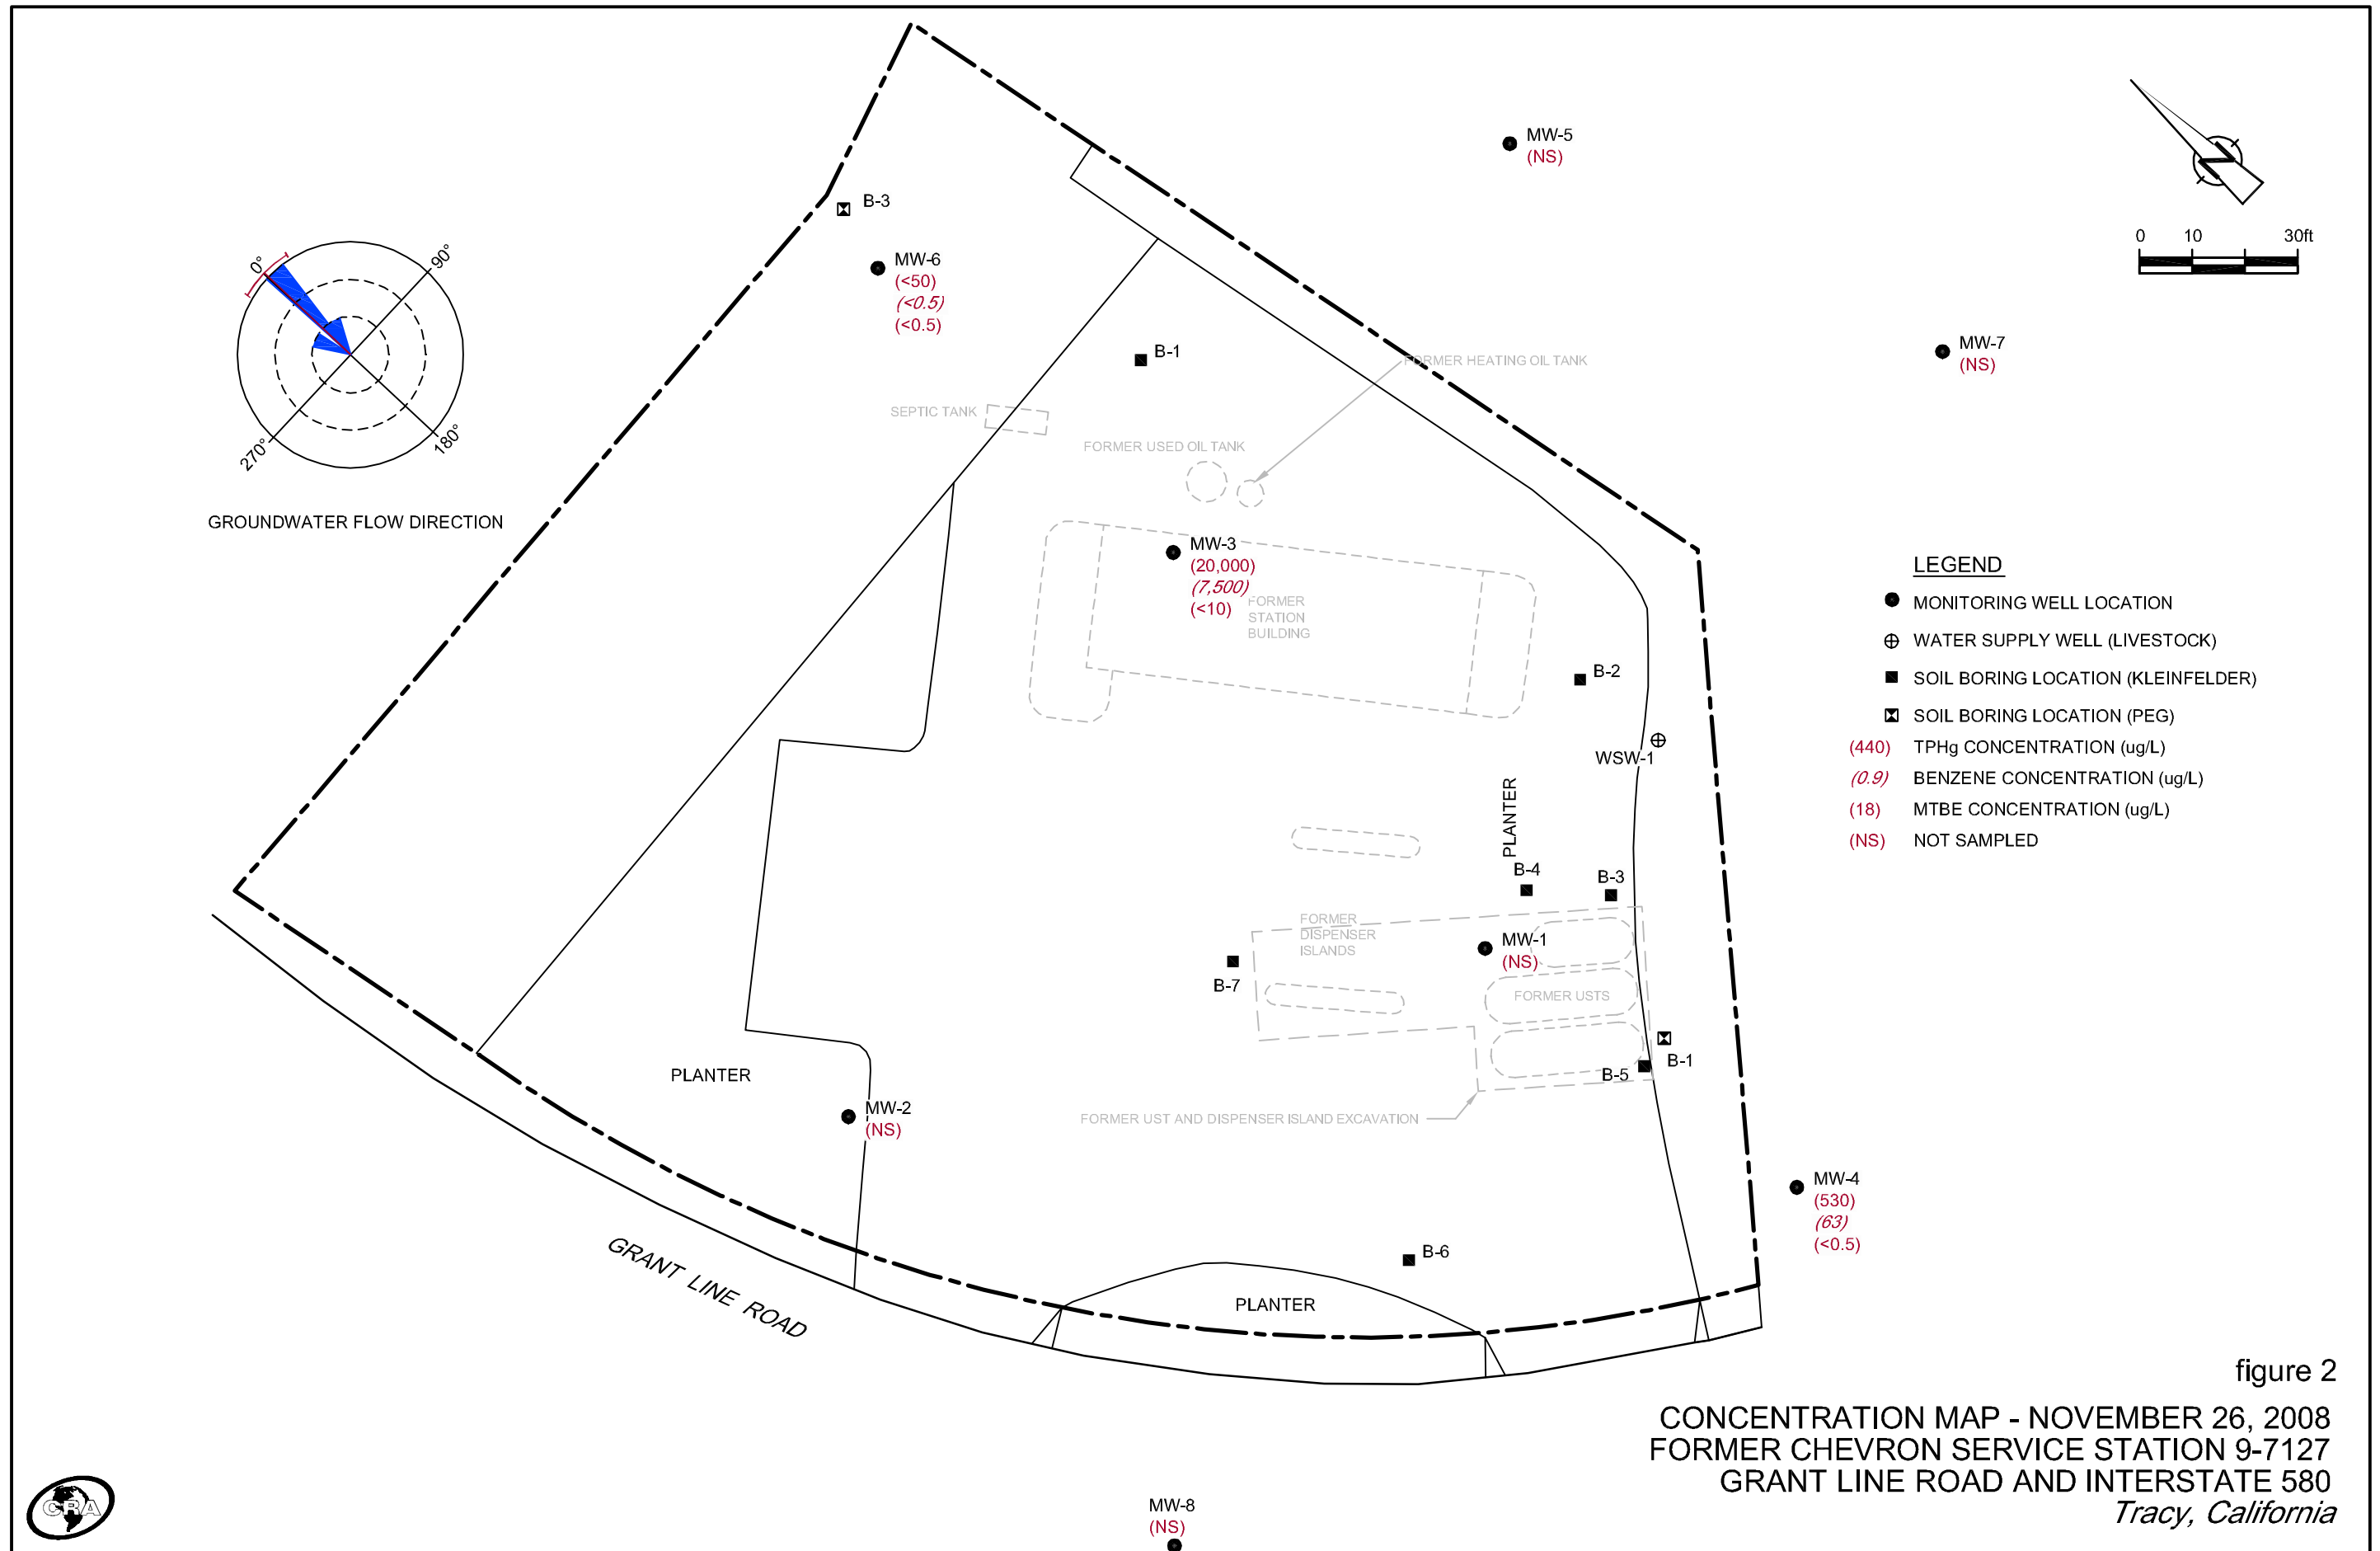 MW-5
(NS)
B-3
0°
90°
270°
180°
GROUNDWATER FLOW DIRECTION
MW-6
(<50)
(<0.5)
(<0.5)
N
0 10 30ft
B-1
FORMER HEATING OIL TANK
MW-7
(NS)
SEPTIC TANK
FORMER USED OIL TANK
MW-3
(20,000)
(7,500)
(<10)
FORMER
STATION
BUILDING
B-2
WSW-1
PLANTER
LEGEND
MONITORING WELL LOCATION
WATER SUPPLY WELL (LIVESTOCK)
SOIL BORING LOCATION (KLEINFELDER)
SOIL BORING LOCATION (PEG)
(440) TPHg CONCENTRATION (ug/L)
(0.9) BENZENE CONCENTRATION (ug/L)
(18) MTBE CONCENTRATION (ug/L)
(NS) NOT SAMPLED
B-4
B-3
FORMER
DISPENSER
ISLANDS
MW-1
(NS)
B-7
FORMER USTS
B-1
B-5
PLANTER
MW-2
(NS)
FORMER UST AND DISPENSER ISLAND EXCAVATION
MW-4
(530)
(63)
(<0.5)
B-6
GRANT LINE ROAD
PLANTER
figure 2
CONCENTRATION MAP - NOVEMBER 26, 2008
FORMER CHEVRON SERVICE STATION 9-7127
GRANT LINE ROAD AND INTERSTATE 580
Tracy, California
CRA
MW-8
(NS)